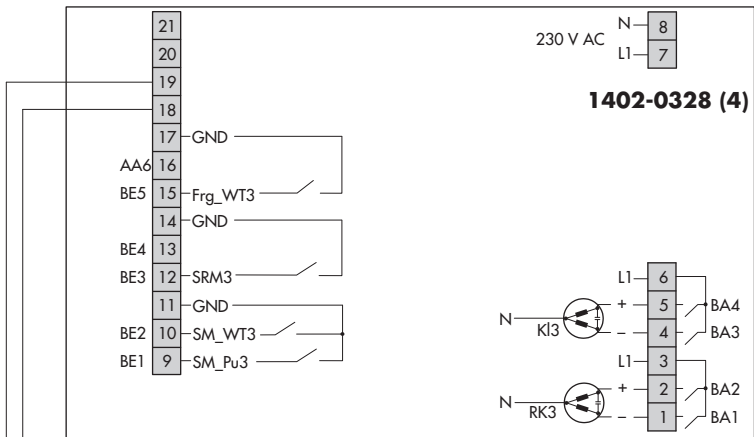 21
20
19
18
17 GND
AA6 16
BE5 15 Frg_WT3
14 GND
BE4 13
BE3 12 SRM3
11 GND
BE2 10 SM_WT3
BE1 9 SM_Pu3
N 8
230 V AC
L1 7
1402-0328 (4)
L1 6
+ 5 BA4
N Kl3
- 4 BA3
L1 3
+ 2 BA2
N RK3
- 1 BA1